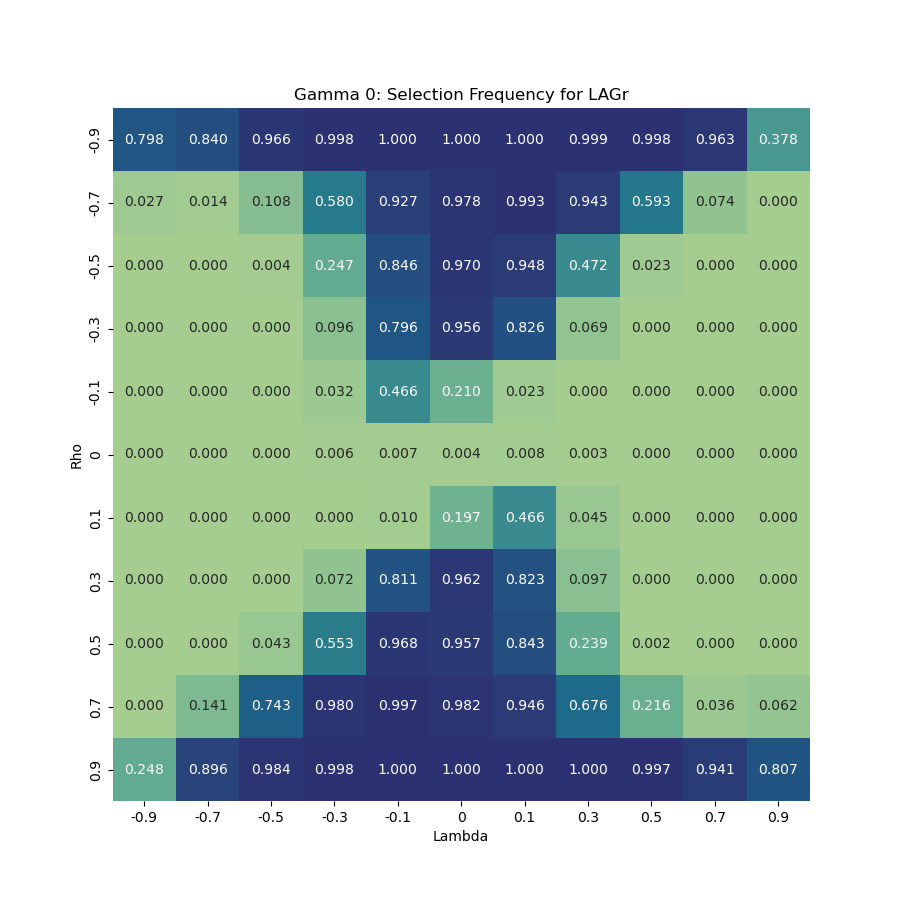 Gamma 0: Selection Frequency for LAGr
-0.9 0.798 0.840 0.966 0.998 1.000 1.000 1.000 0.999 0.998 0.963 0.378
-0.7 0.027 0.014 0.108 0.580 0.927 0.978 0.993 0.943 0.593 0.074 0.000
-0.5 0.000 0.000 0.004 0.247 0.846 0.970 0.948 0.472 0.023 0.000 0.000
-0.3 0.000 0.000 0.000 0.096 0.796 0.956 0.826 0.069 0.000 0.000 0.000
-0.1 0.000 0.000 0.000 0.032 0.466 0.210 0.023 0.000 0.000 0.000 0.000
Rho
0 0.000 0.000 0.000 0.006 0.007 0.004 0.008 0.003 0.000 0.000 0.000
0.1 0.000 0.000 0.000 0.000 0.010 0.197 0.466 0.045 0.000 0.000 0.000
0.3 0.000 0.000 0.000 0.072 0.811 0.962 0.823 0.097 0.000 0.000 0.000
0.5 0.000 0.000 0.043 0.553 0.968 0.957 0.843 0.239 0.002 0.000 0.000
0.7 0.000 0.141 0.743 0.980 0.997 0.982 0.946 0.676 0.216 0.036 0.062
0.9 0.248 0.896 0.984 0.998 1.000 1.000 1.000 1.000 0.997 0.941 0.807
-0.9 -0.7 -0.5 -0.3 -0.1 0 0.1 0.3 0.5 0.7 0.9
Lambda